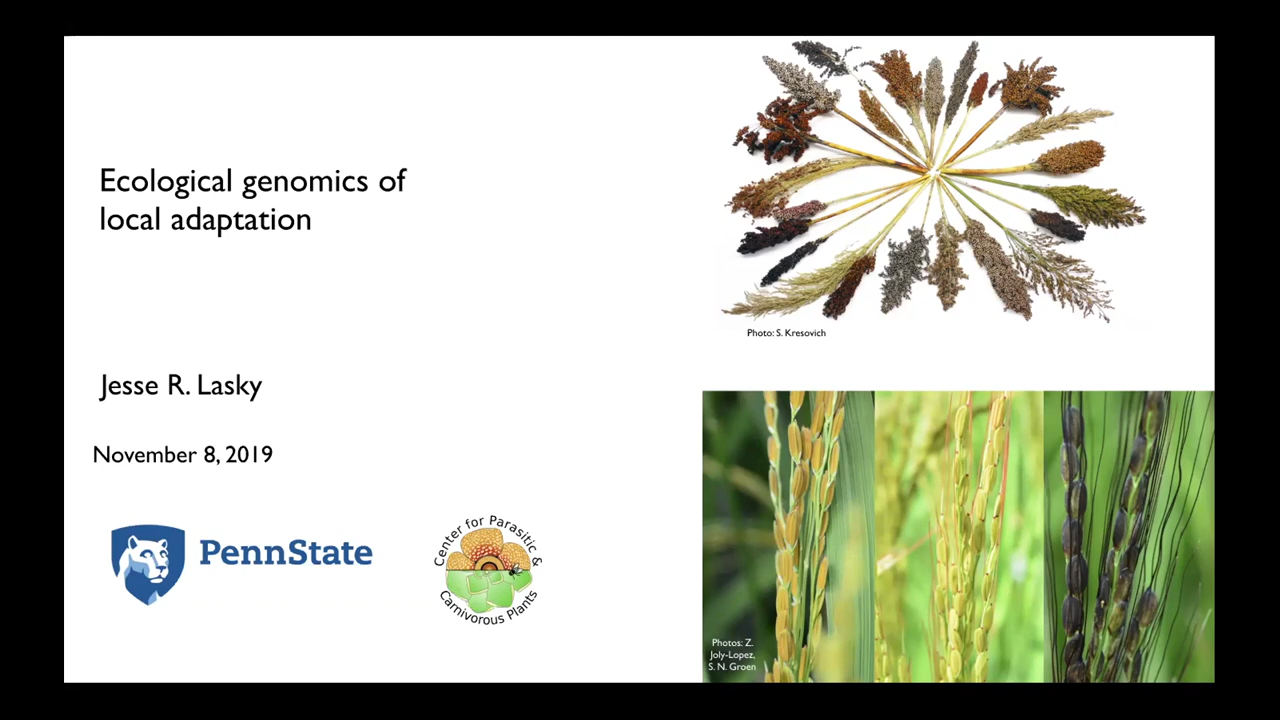 Ecological genomics of
local adaptation
Jesse R. Lasky
November 8, 2019
PennState
Center for Parasitic &
Carnivorous Plants
Photo: S. Kresovich
Photos: Z.
Joly-Lopez,
S. N. Groen